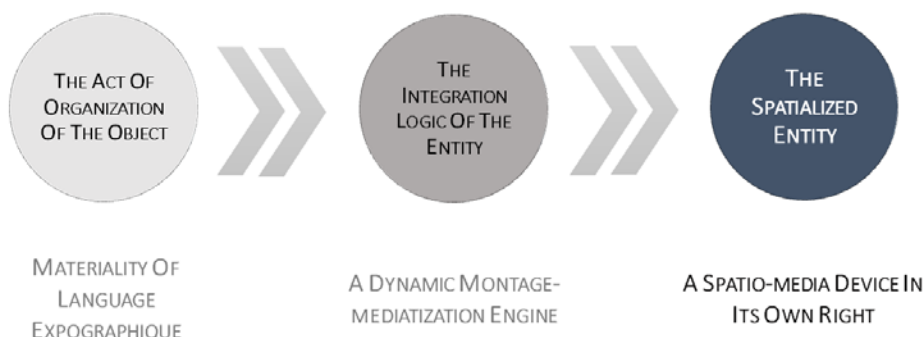 THE ACT OF
ORGANIZATION
OF THE OBJECT
THE
INTEGRATION
LOGIC OF THE
ENTITY
THE
SPATIALIZED
ENTITY
MATERIALITY OF
LANGUAGE
EXPOGRAPHIQUE
A DYNAMIC MONTAGE-
MEDIATIZATION ENGINE
A SPATIO-MEDIA DEVICE IN
ITS OWN RIGHT